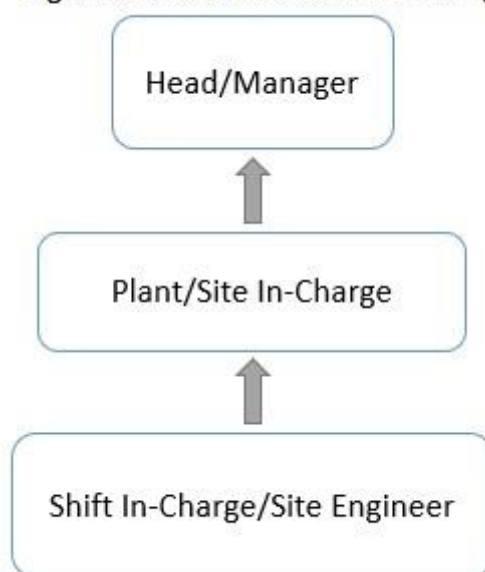 Head/Manager
Plant/Site In-Charge
Shift In-Charge/Site Engineer